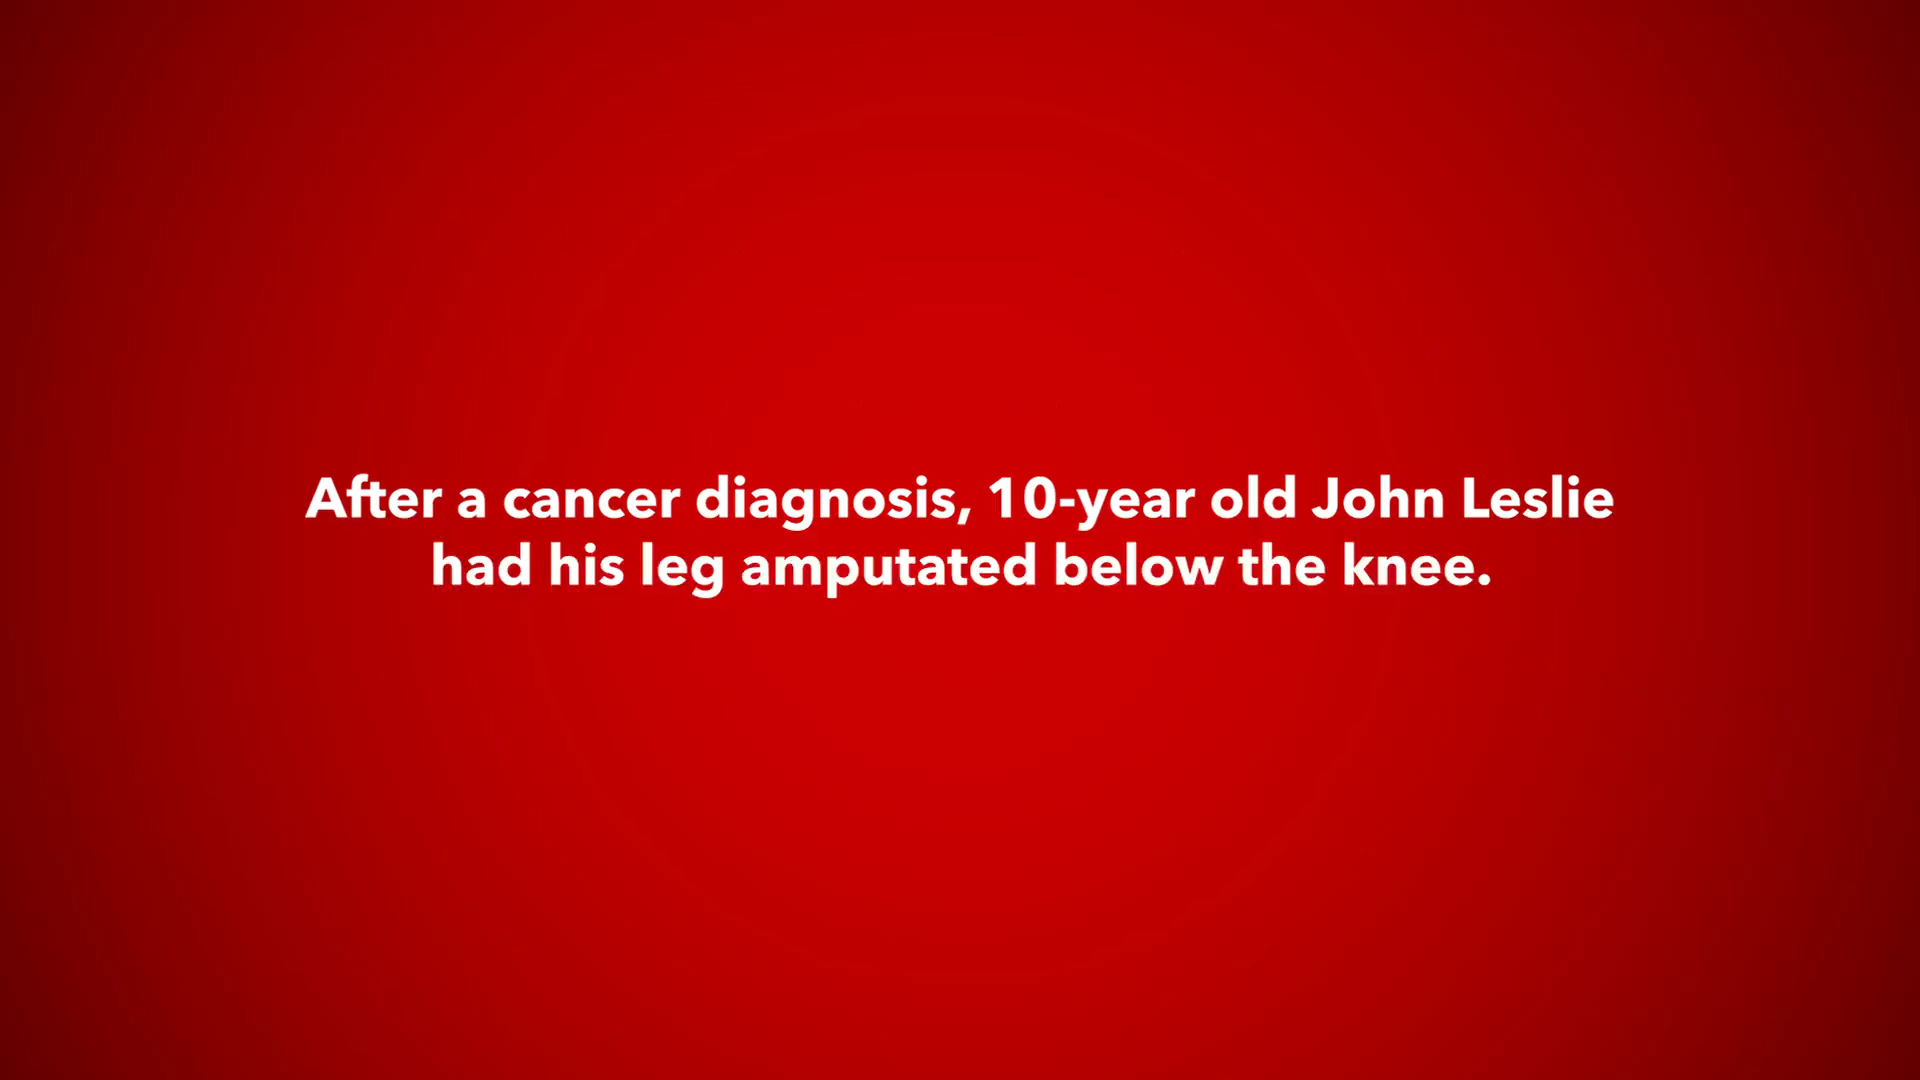 After a cancer diagnosis, 10-year old John Leslie
had his leg amputated below the knee.